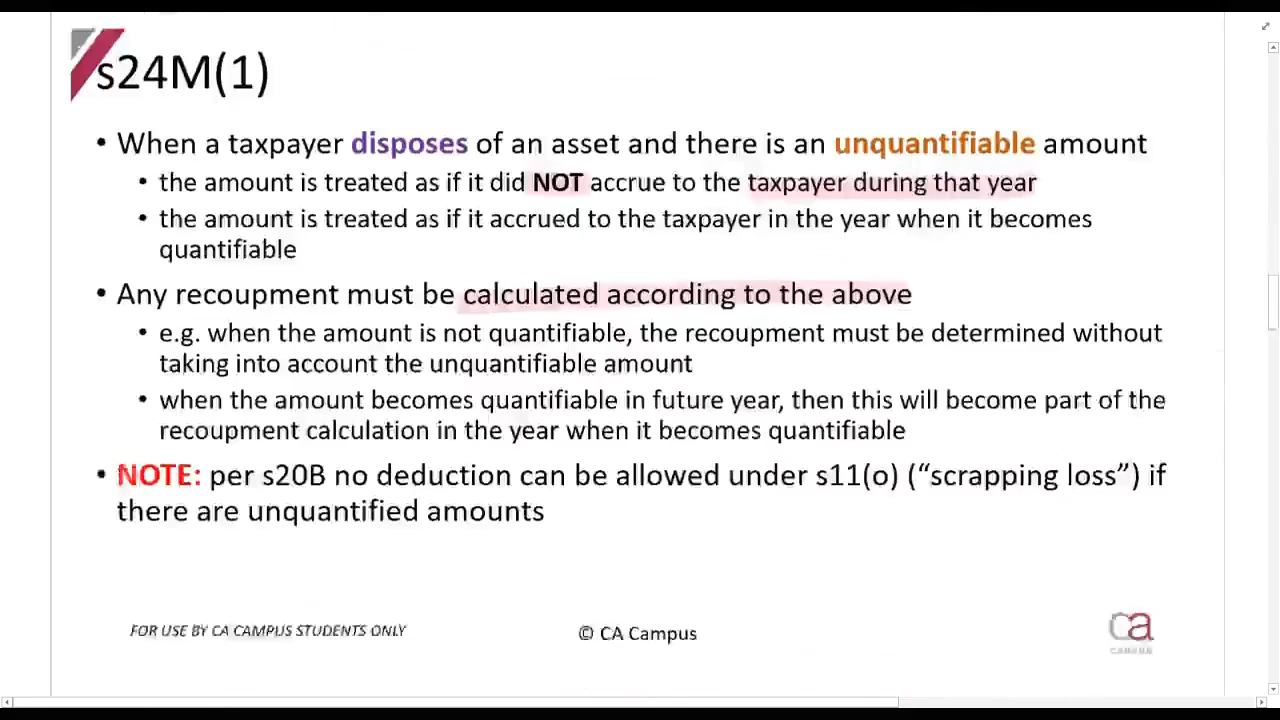 s24M(1)
• When a taxpayer disposes of an asset and there is an unquantifiable amount
• the amount is treated as if it did NOT accrue to the taxpayer during that year
• the amount is treated as if it accrued to the taxpayer in the year when it becomes
quantifiable
• Any recoupment must be calculated according to the above
• e.g. when the amount is not quantifiable, the recoupment must be determined without
taking into account the unquantifiable amount
• when the amount becomes quantifiable in future year, then this will become part of the
recoupment calculation in the year when it becomes quantifiable
• NOTE: per s20B no deduction can be allowed under s11(o) (“scrapping loss”) if
there are unquantified amounts
FOR USE BY CA CAMPUS STUDENTS ONLY
© CA Campus
ca
CAMPUS